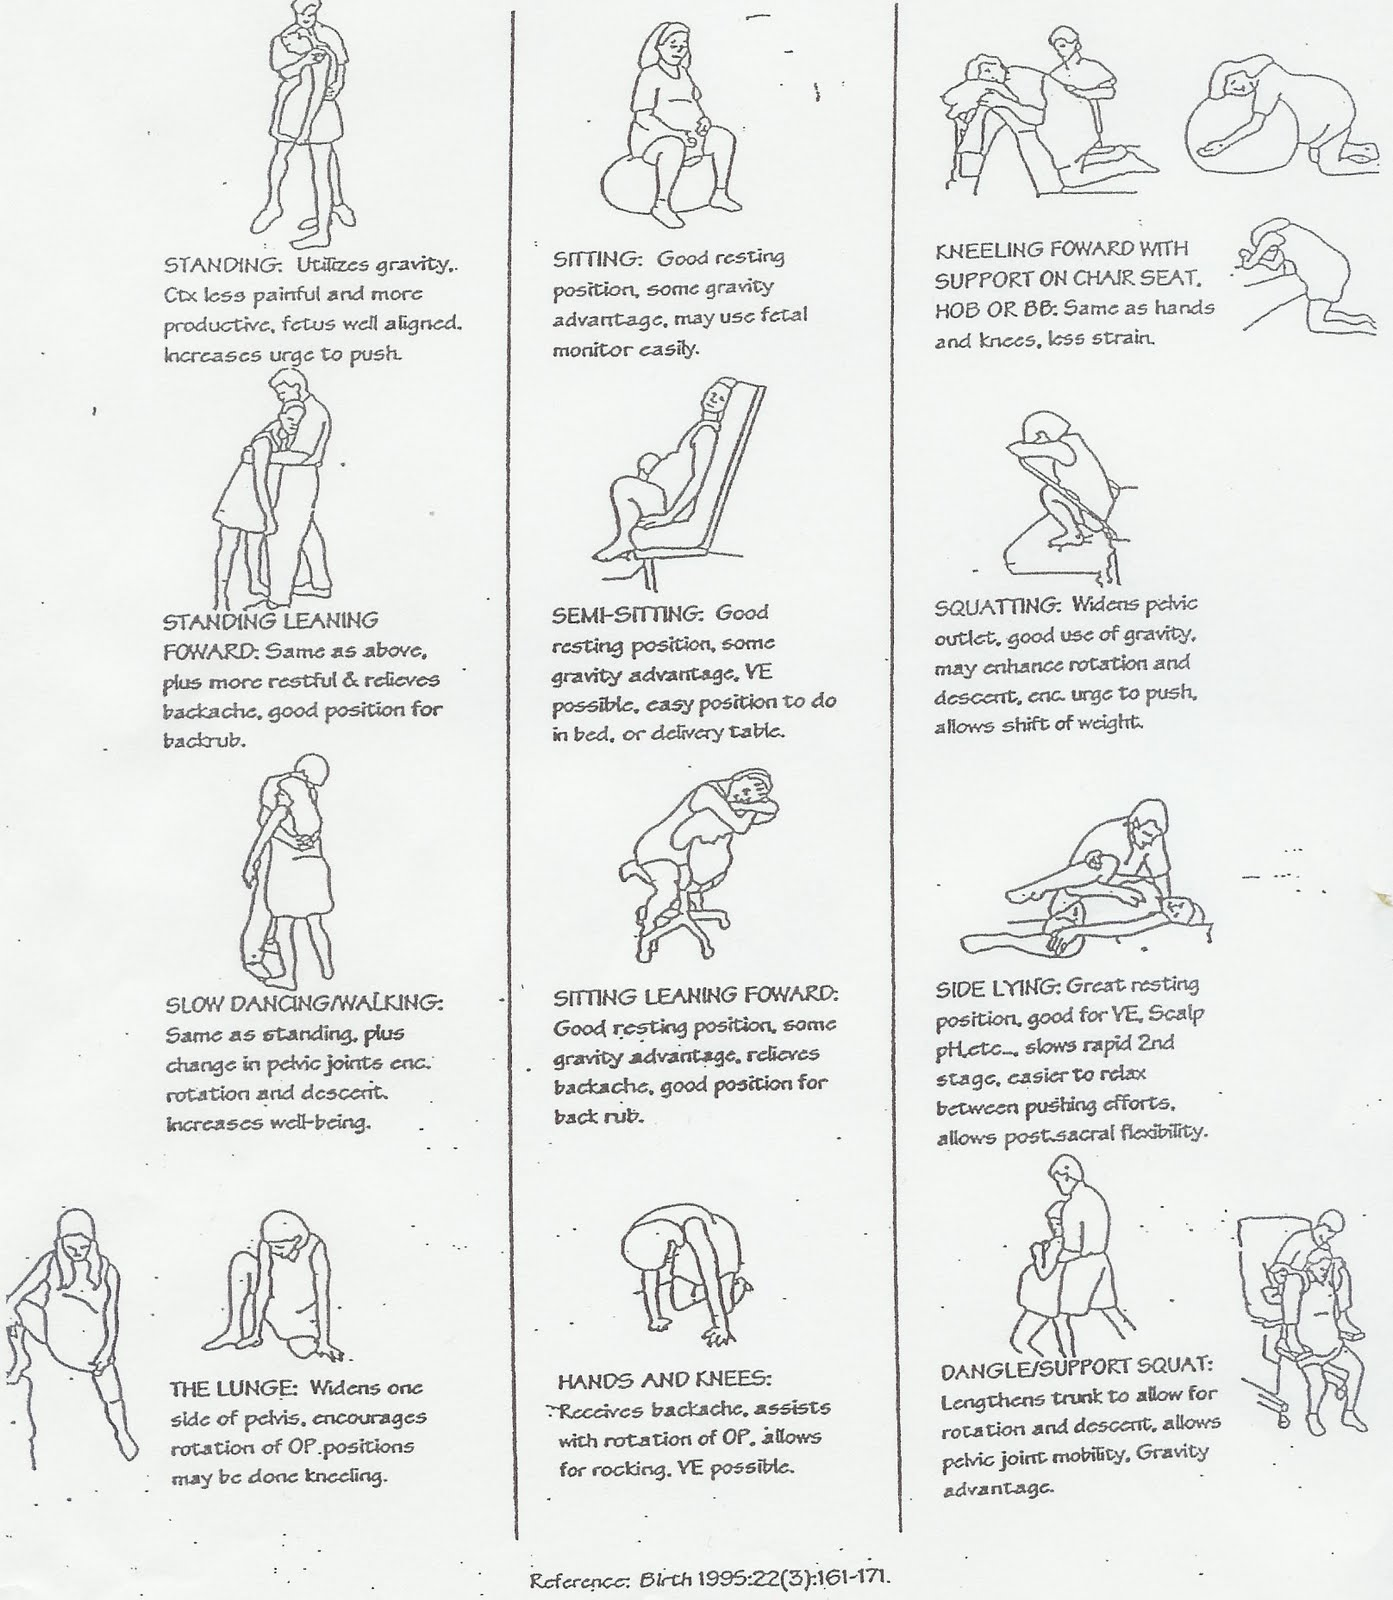 STANDING: Utilizes gravity,
Ctx less painful and more
productive, fetus well aligned.
Increases urge to push.
STANDING LEANING
FOWARD: Same as above,
plus more restful & relieves
backache, good position for
backrub.
SLOW DANCING/WALKING:
Same as standing, plus
change in pelvic joints enc.
rotation and descent.
Increases well-being.
THE LUNGE: Widens one
side of pelvis, encourages
rotation of OP positions
may be done kneeling.
SITTING: Good resting
position, some gravity
advantage, may use fetal
monitor easily.
SEMI-SITTING: Good
resting position, some
gravity advantage, VE
possible, easy position to do
in bed, or delivery table.
SITTING LEANING FOWARD:
Good resting position, some
gravity advantage, relieves
backache, good position for
back rub.
HANDS AND KNEES:
Receives backache, assists
with rotation of OP, allows
for rocking, VE possible.
KNEELING FOWARD WITH
SUPPORT ON CHAIR SEAT,
HOB OR BB: Same as hands
and knees, less strain.
SQUATTING: Widens pelvic
outlet, good use of gravity,
may enhance rotation and
descent, enc. urge to push,
allows shift of weight.
SIDE LYING: Great resting
position, good for VE, Scalp
pH,etc..., slows rapid 2nd
stage, easier to relax
between pushing efforts,
allows post.sacral flexibility.
DANGLE/SUPPORT SQUAT:
Lengthens trunk to allow for
rotation and descent, allows
pelvic joint mobility, Gravity
advantage.
Reference: Birth 1995:22(3):161-171.